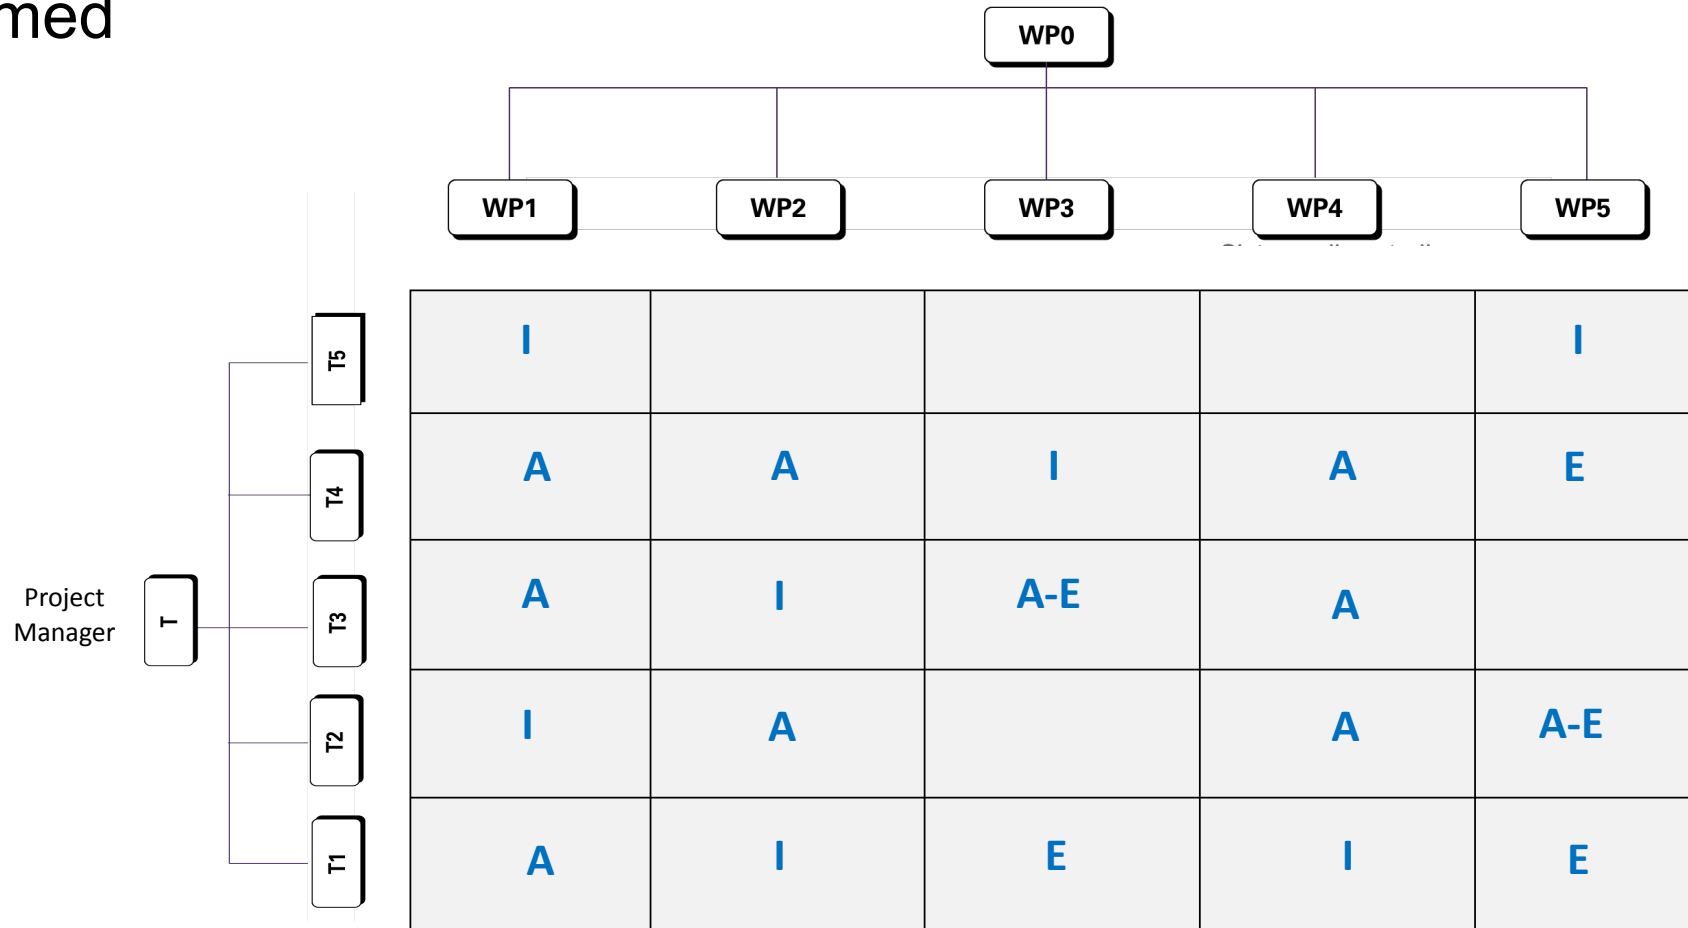 med
WP0
WP1 WP2 WP3 WP4 WP5
T5 I I
T4 A A I A E
Project
Manager
T
T3 A I A-E A
T2 I A A A-E
T1 A I E I E